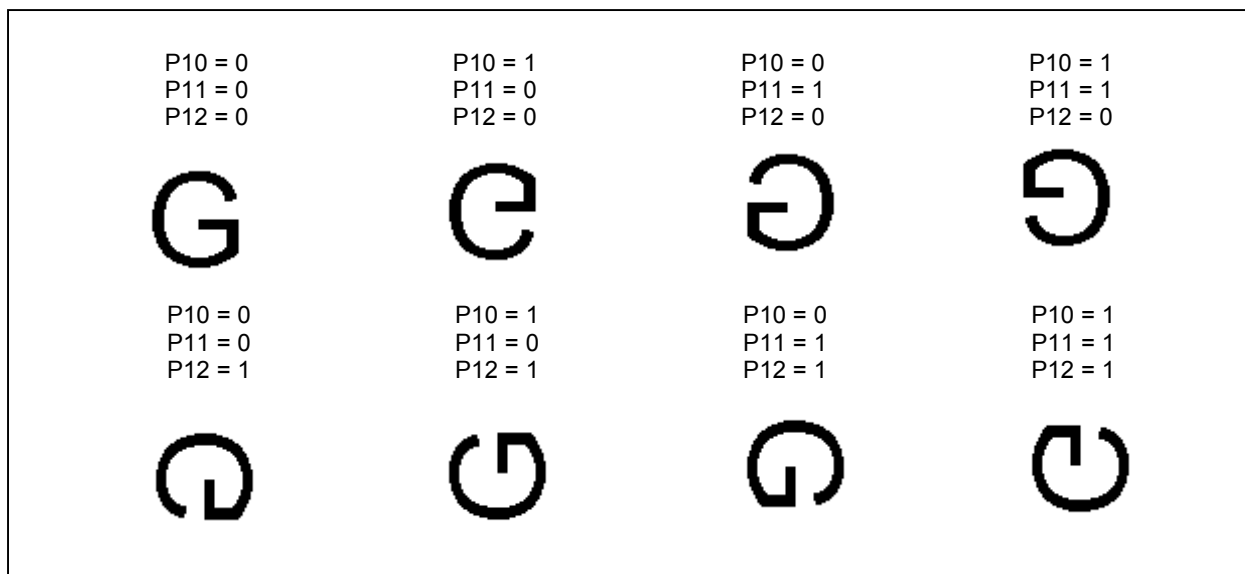 P10 = 0 P10 = 1 P10 = 0 P10 = 1
P11 = 0 P11 = 0 P11 = 1 P11 = 1
P12 = 0 P12 = 0 P12 = 0 P12 = 0
G G G G
P10 = 0 P10 = 1 P10 = 0 P10 = 1
P11 = 0 P11 = 0 P11 = 1 P11 = 1
P12 = 1 P12 = 1 P12 = 1 P12 = 1
G G G G